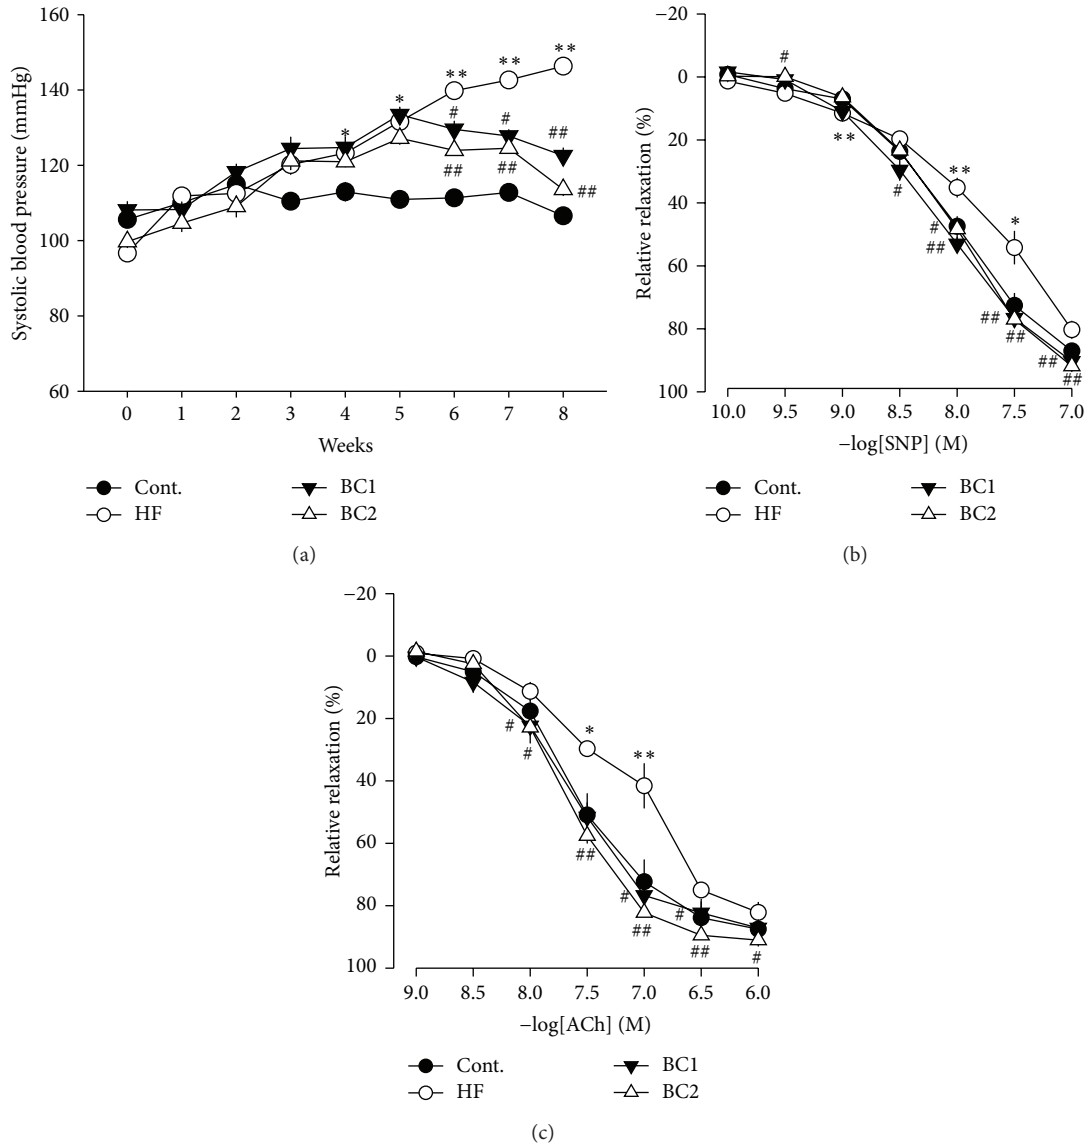 Systolic blood pressure (mmHg)
160
140
120
100
80
60
** ** **
* *
# # ##
## ## ##
0 1 2 3 4 5 6 7 8
Weeks
Cont. BC1
HF BC2
(a)
Relative relaxation (%)
−20
0
20
40
60
80
100
#
** **
# *
#
##
## ##
## ##
10.0 9.5 9.0 8.5 8.0 7.5 7.0
−log[SNP] (M)
Cont. BC1
HF BC2
(b)
Relative relaxation (%)
−20
0
20
40
60
80
100
* **
# #
##
# #
## ## #
9.0 8.5 8.0 7.5 7.0 6.5 6.0
−log[ACh] (M)
Cont. BC1
HF BC2
(c)